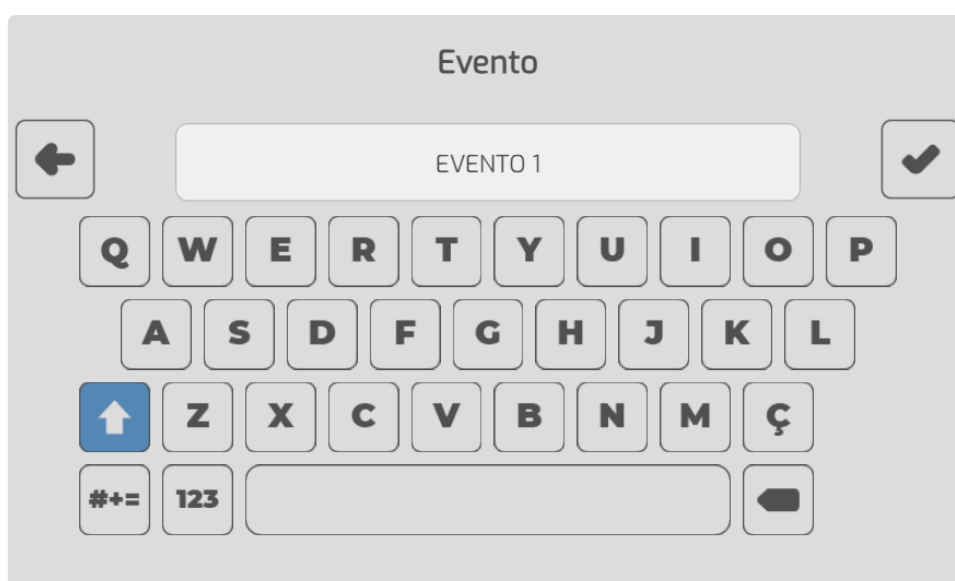 Evento
EVENTO 1
Q W E R T Y U I O P
A S D F G H J K L
Z X C V B N M Ç
#+= 123